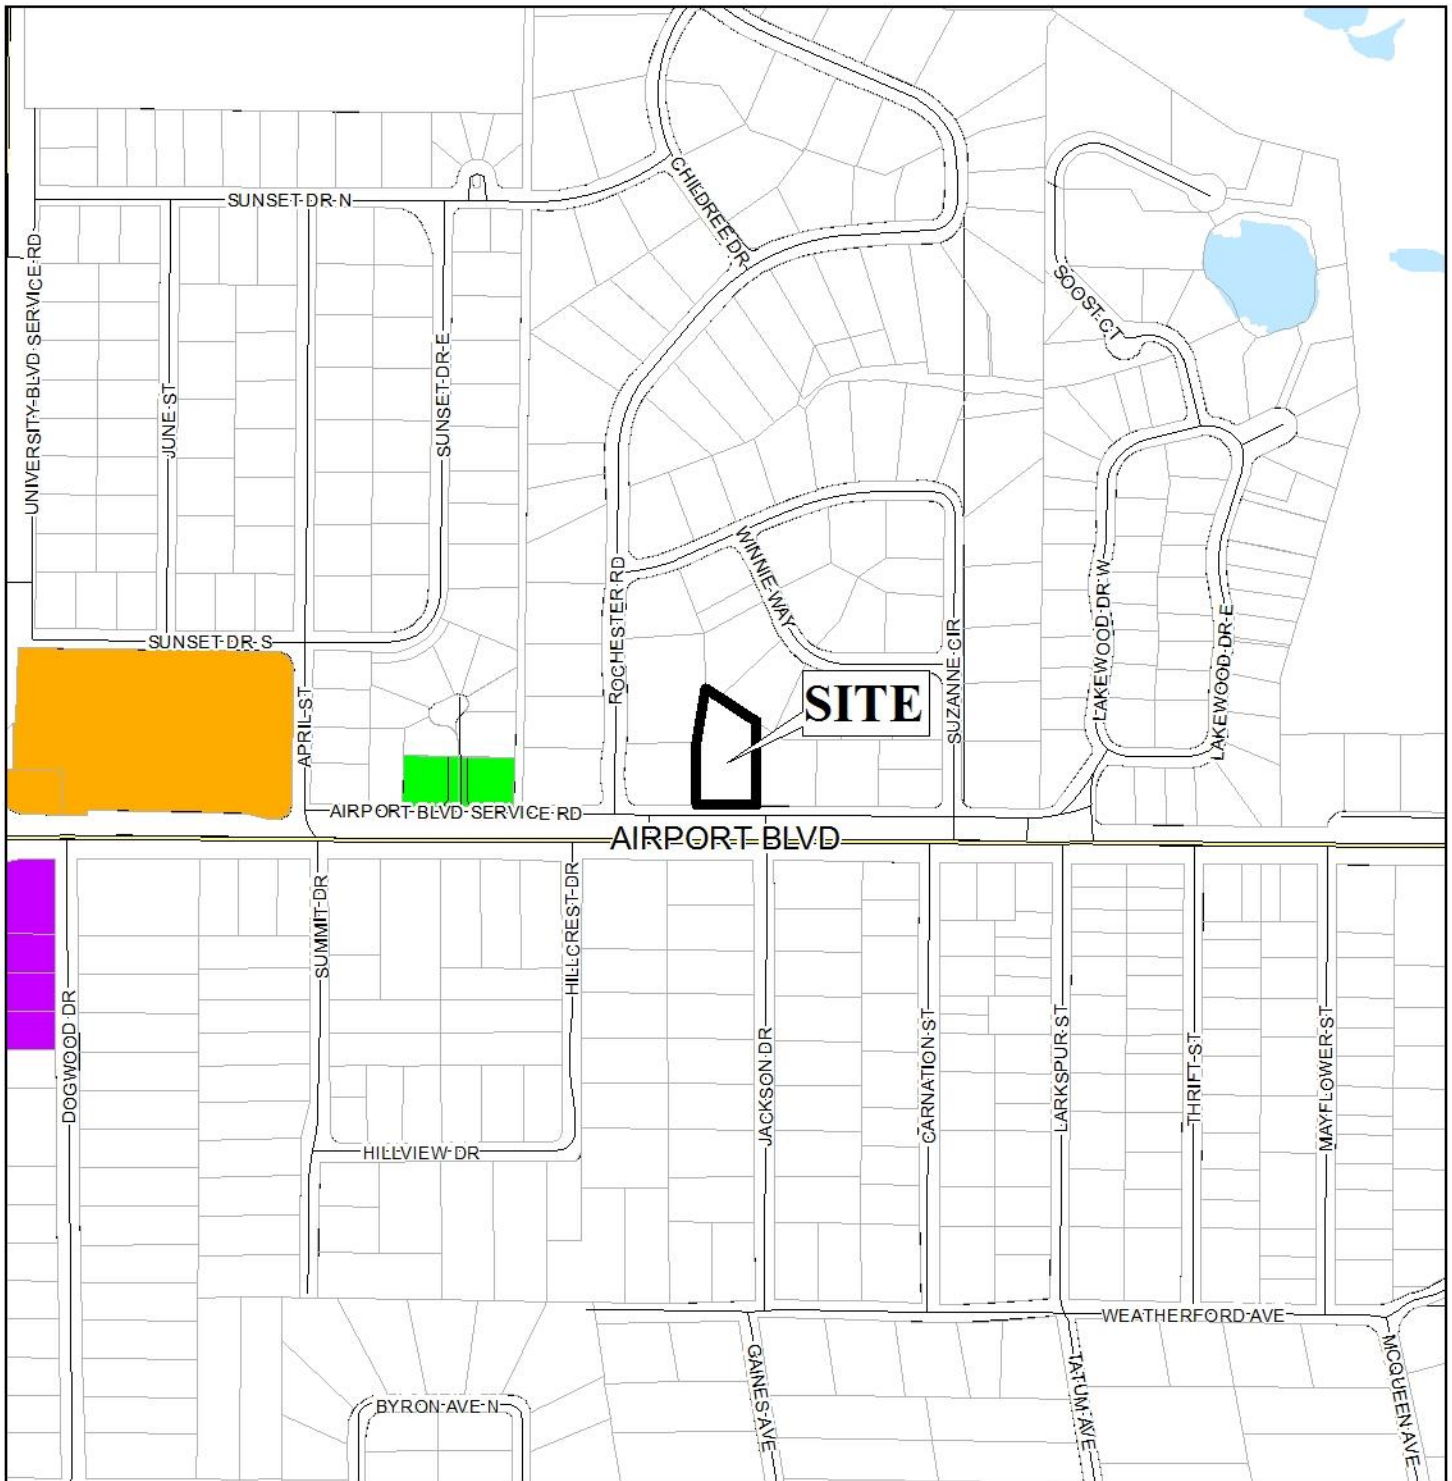 CHILDREE DR
SUNSET DR N
UNIVERSITY BLVD SERVICE RD
JUNE ST
SUNSET DR E
SOOST CT
WINNIE WAY
ROCHESTER RD
LAKEWOOD DR W
LAKEWOOD DR E
SUZANNE CIR
SUNSET DR S
APRIL ST
SITE
AIRPORT BLVD SERVICE RD
AIRPORT BLVD
SUMMIT DR
HILLCREST DR
DOGWOOD DR
JACKSON DR
CARNATION ST
LARKSPUR ST
THRIFT ST
MAYFLOWER ST
HILLVIEW DR
WEATHERFORD AVE
GAINES AVE
TATUM AVE
MCQUEEN AVE
BYRON AVE N